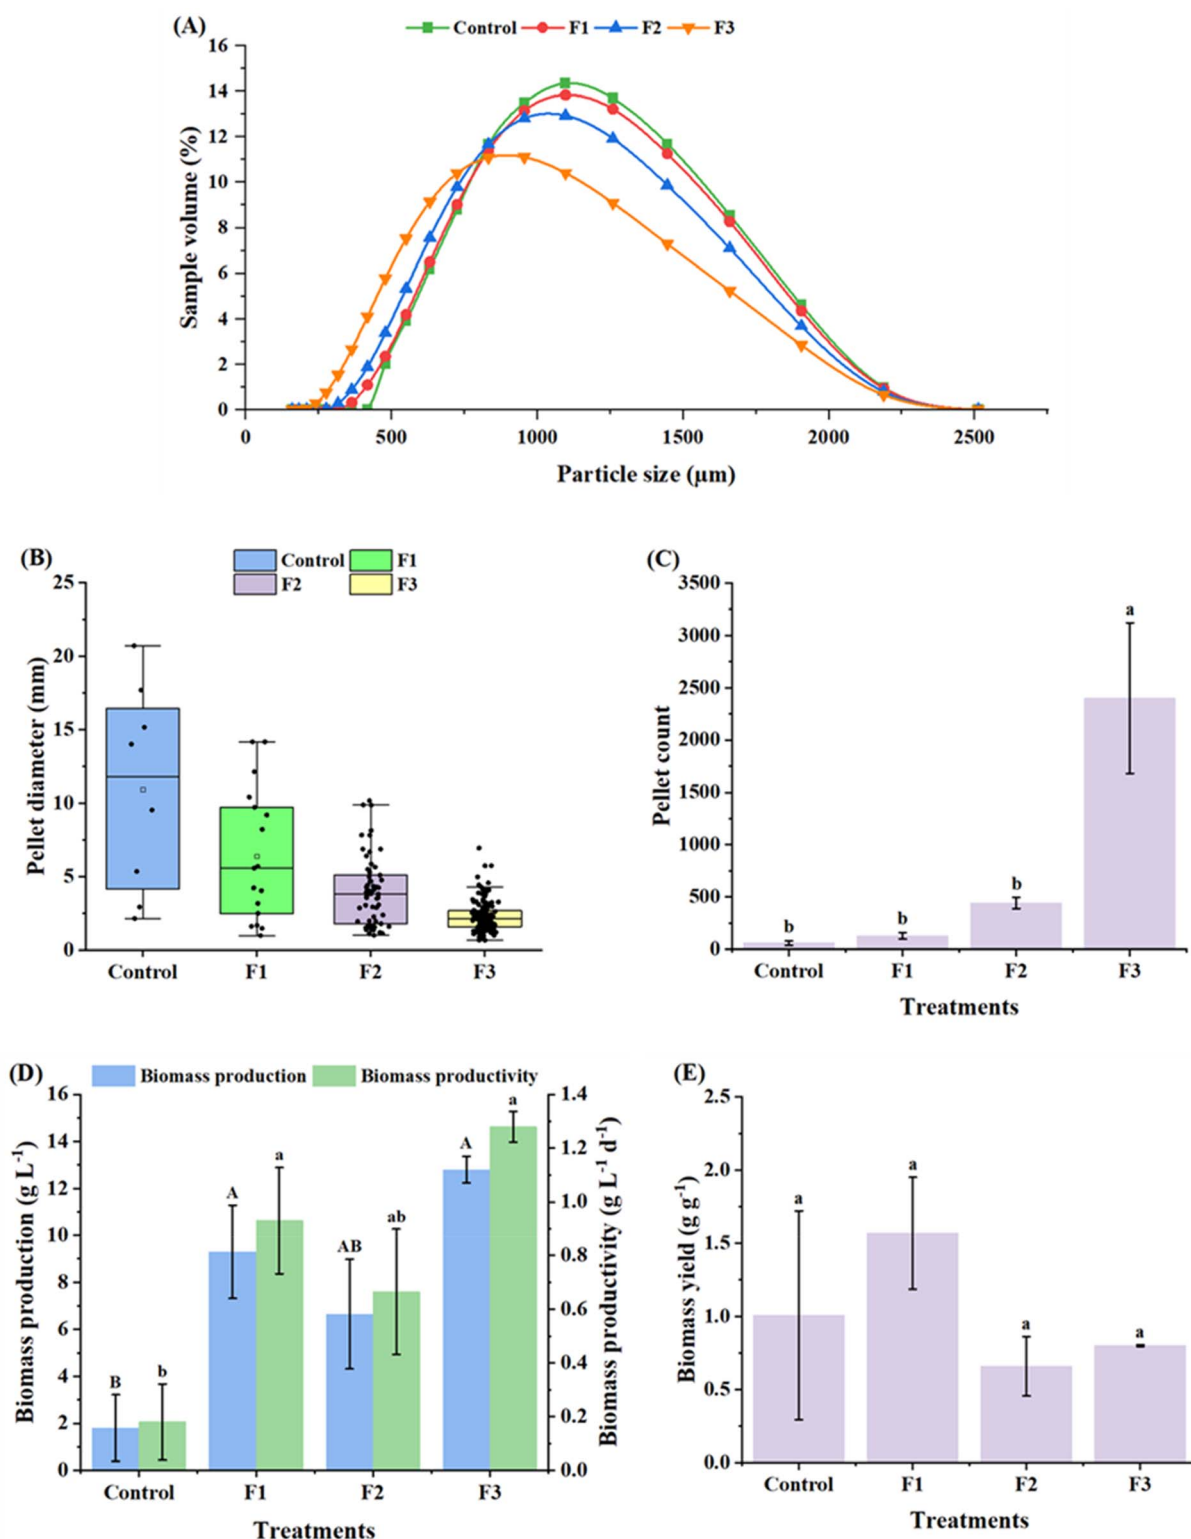 (A)
Control F1 F2 F3
16
14
12
10
8
6
4
2
0
Sample volume (%)
0 500 1000 1500 2000 2500
Particle size (μm)
(B)
Control F1
F2 F3
25
20
15
10
5
0
Pellet diameter (mm)
Control F1 F2 F3
(C)
3500
3000
2500
2000
1500
1000
500
0
Pellet count
b b b a
Control F1 F2 F3
Treatments
(D)
Biomass production Biomass productivity
16
14
12
10
8
6
4
2
0
Biomass production (g L⁻¹)
B b A a AB ab A a
1.4
1.2
1.0
0.8
0.6
0.4
0.2
0.0
Biomass productivity (g L⁻¹ d⁻¹)
Control F1 F2 F3
Treatments
(E)
2.5
2.0
1.5
1.0
0.5
0.0
Biomass yield (g g⁻¹)
a a a a
Control F1 F2 F3
Treatments